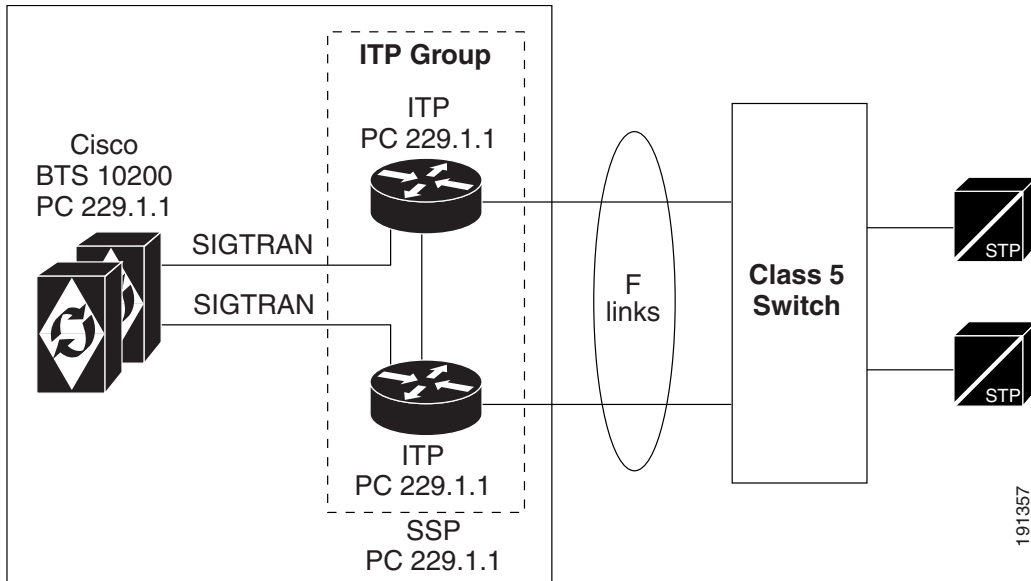 ITP Group
ITP
PC 229.1.1
Cisco
BTS 10200
PC 229.1.1
SIGTRAN
SIGTRAN
ITP
PC 229.1.1
SSP
PC 229.1.1
F
links
Class 5
Switch
STP
STP
191357